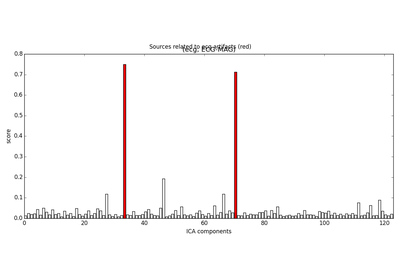 Sources related to ecg artifacts (red)
(ecg, ECG-MAG)
0.8
0.7
0.6
0.5
0.4
0.3
0.2
0.1
0.0
score
0 20 40 60 80 100 120
ICA components